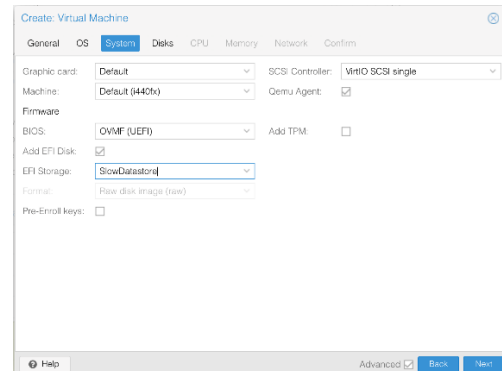 Create: Virtual Machine
General OS System Disks CPU Memory Network Confirm
Graphic card: Default SCSI Controller: VirtIO SCSI single
Machine: Default (i440fx) Qemu Agent:
Firmware
BIOS: OVMF (UEFI) Add TPM:
Add EFI Disk:
EFI Storage: SlowDatastore
Format: Raw disk image (raw)
Pre-Enroll keys:
Help Advanced Back Next